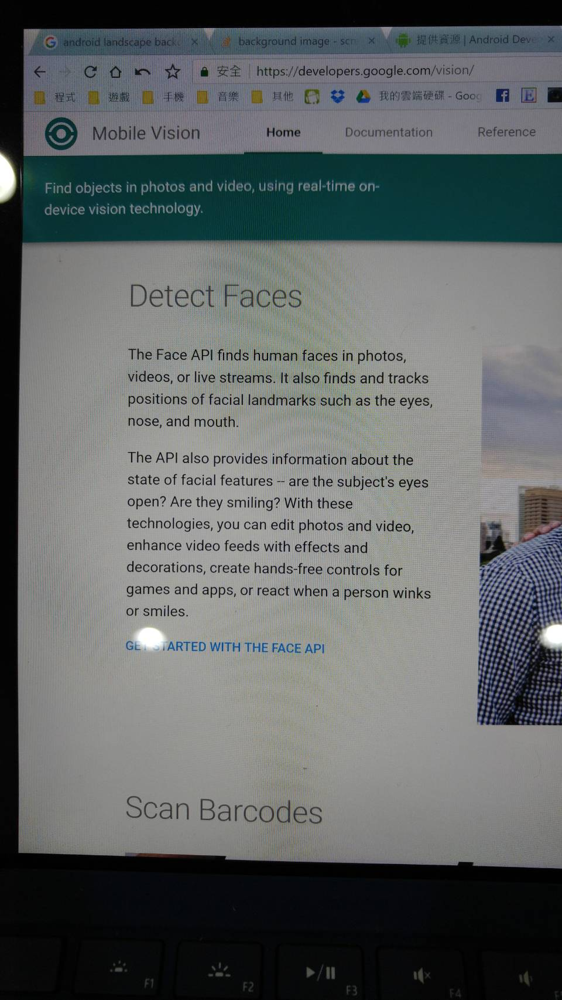 android landscape back
background image - scr
提供資源 | Android Deve
安全 https://developers.google.com/vision/
程式 遊戲 手機 音樂 其他 我的雲端硬碟 - Goog
Mobile Vision Home Documentation Reference
Find objects in photos and video, using real-time on-
device vision technology.
Detect Faces
The Face API finds human faces in photos,
videos, or live streams. It also finds and tracks
positions of facial landmarks such as the eyes,
nose, and mouth.
The API also provides information about the
state of facial features -- are the subject's eyes
open? Are they smiling? With these
technologies, you can edit photos and video,
enhance video feeds with effects and
decorations, create hands-free controls for
games and apps, or react when a person winks
or smiles.
GET STARTED WITH THE FACE API
Scan Barcodes
F1 F2 F3 F4